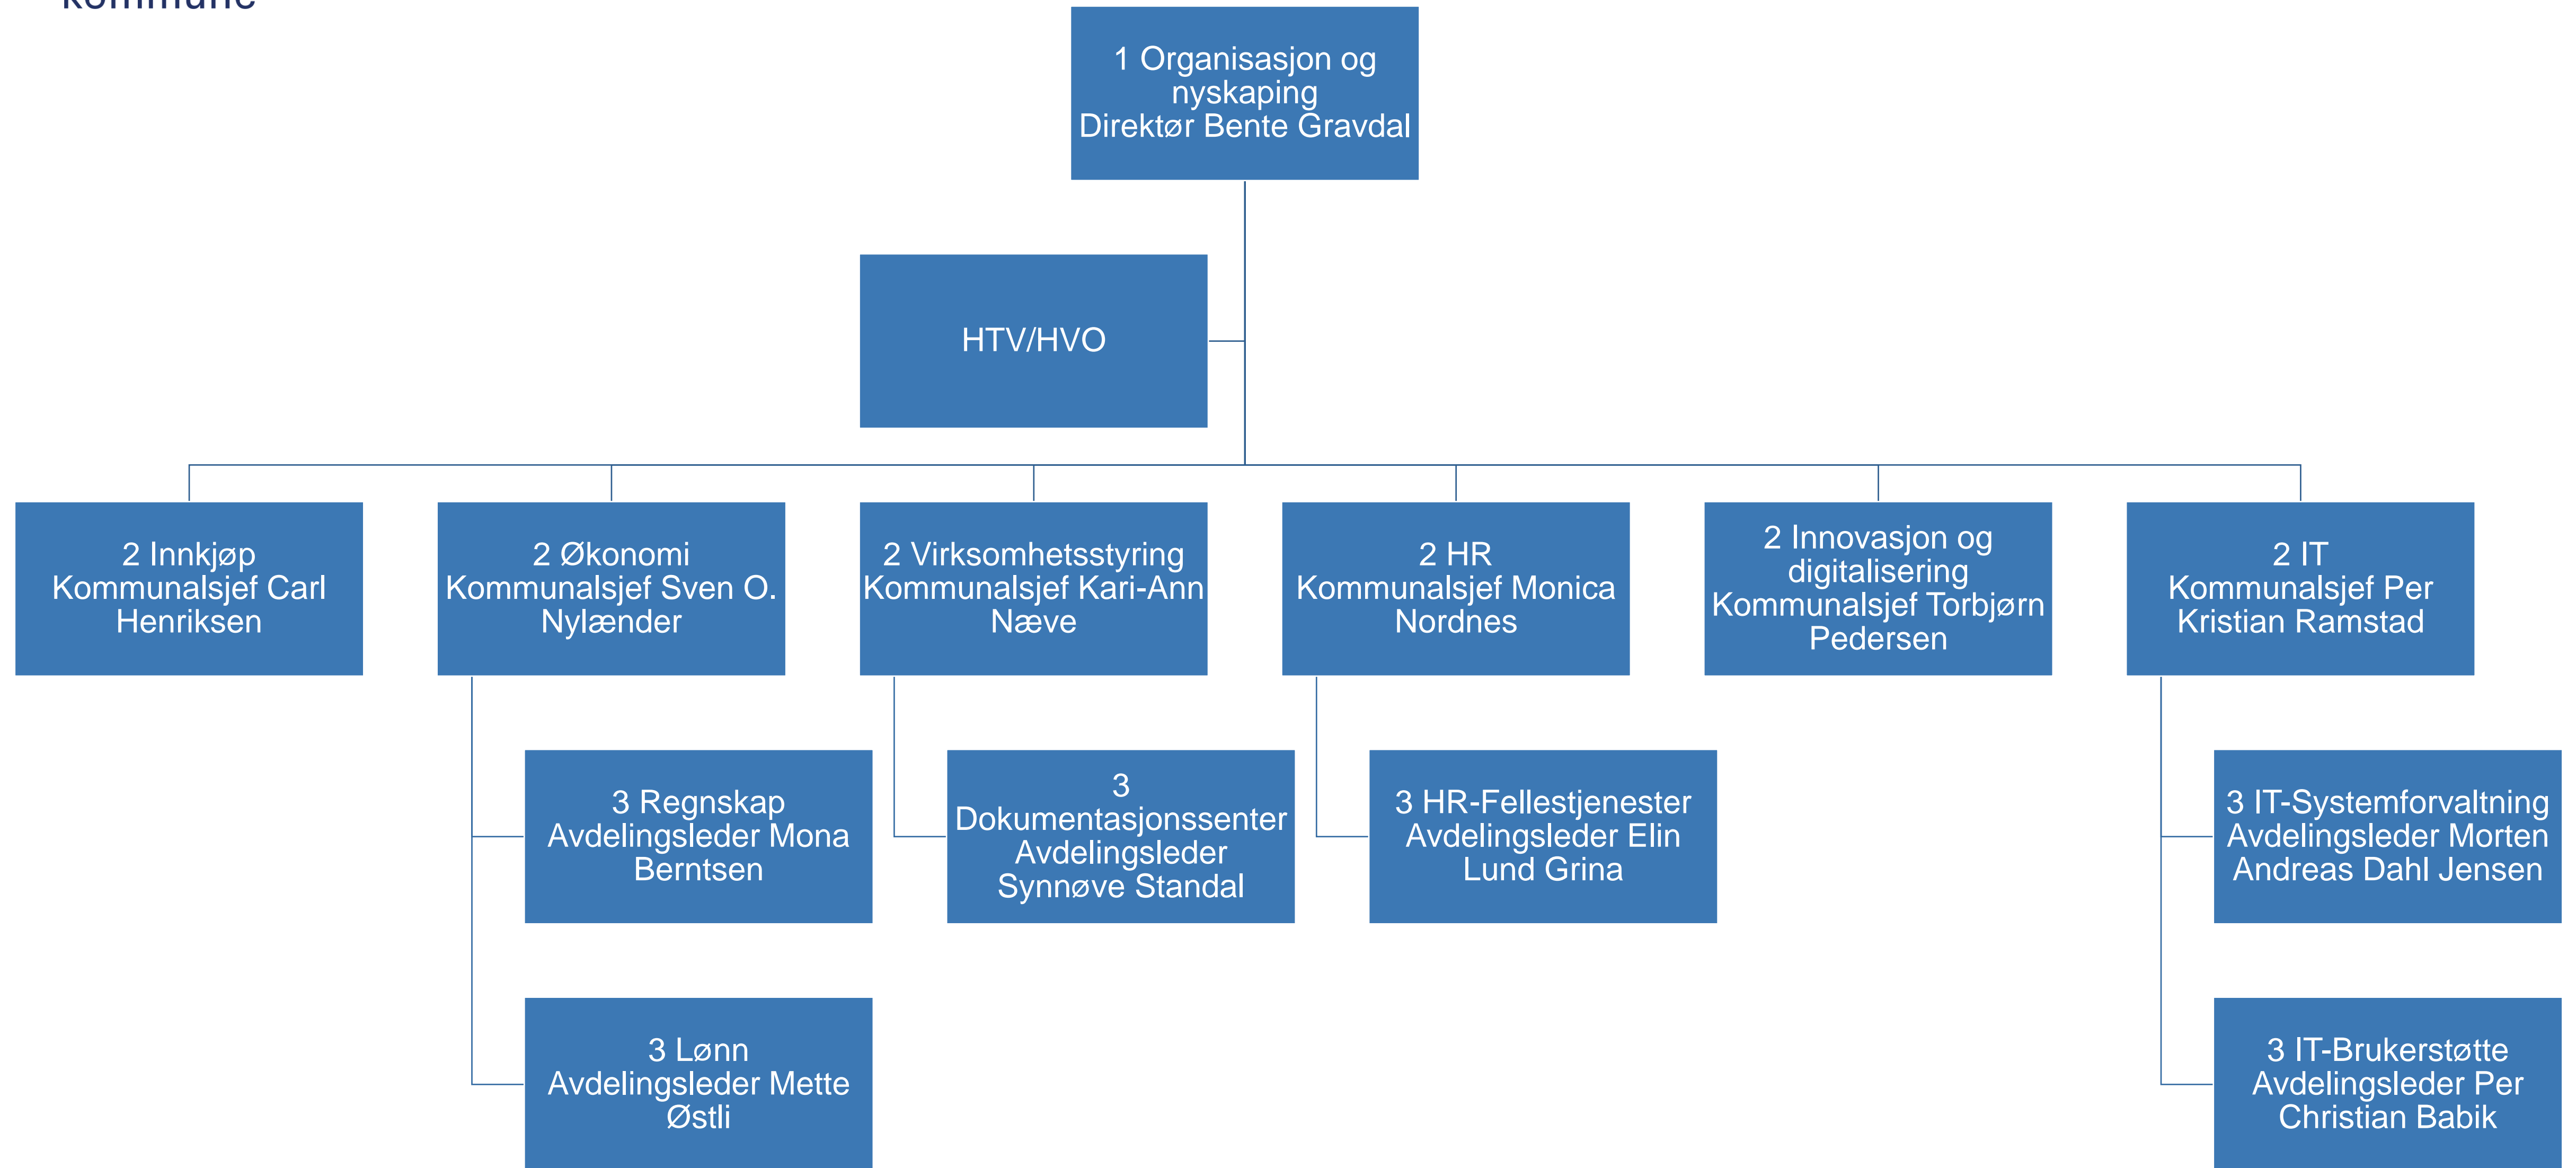 kommune
1 Organisasjon og
nyskaping
Direktør Bente Gravdal
HTV/HVO
2 Innkjøp
Kommunalsjef Carl
Henriksen
2 Økonomi
Kommunalsjef Sven O.
Nylænder
2 Virksomhetsstyring
Kommunalsjef Kari-Ann
Næve
2 HR
Kommunalsjef Monica
Nordnes
2 Innovasjon og
digitalisering
Kommunalsjef Torbjørn
Pedersen
2 IT
Kommunalsjef Per
Kristian Ramstad
3 Regnskap
Avdelingsleder Mona
Berntsen
3
Dokumentasjonssenter
Avdelingsleder
Synnøve Standal
3 HR-Fellestjenester
Avdelingsleder Elin
Lund Grina
3 IT-Systemforvaltning
Avdelingsleder Morten
Andreas Dahl Jensen
3 Lønn
Avdelingsleder Mette
Østli
3 IT-Brukerstøtte
Avdelingsleder Per
Christian Babik